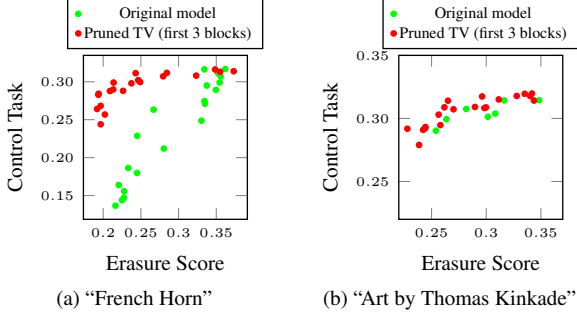 Original model
Pruned TV (first 3 blocks)
Control Task
0.30
0.25
0.20
0.15
0.2
0.25
0.3
0.35
Erasure Score
(a) “French Horn”
Original model
Pruned TV (first 3 blocks)
Control Task
0.35
0.30
0.25
0.25
0.3
0.35
Erasure Score
(b) “Art by Thomas Kinkade”